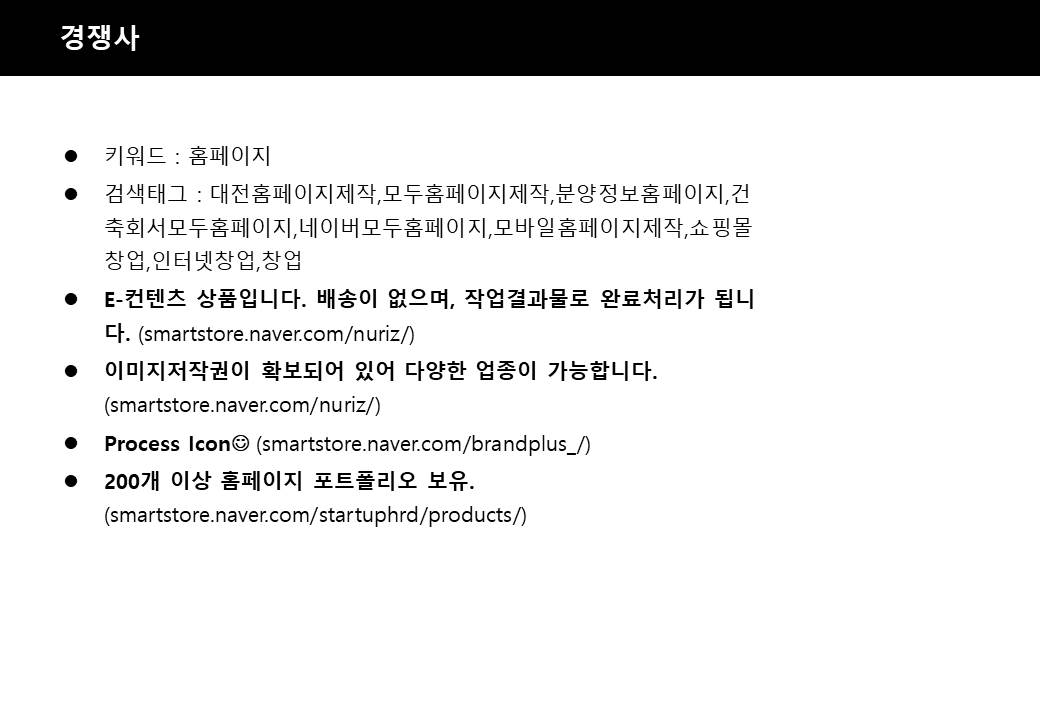 경쟁사
● 키워드 : 홈페이지
● 검색태그 : 대전홈페이지제작,모두홈페이지제작,분양정보홈페이지,건
축회서모두홈페이지,네이버모두홈페이지,모바일홈페이지제작,쇼핑몰
창업,인터넷창업,창업
● E-컨텐츠 상품입니다. 배송이 없으며, 작업결과물로 완료처리가 됩니
다. (smartstore.naver.com/nuriz/)
● 이미지저작권이 확보되어 있어 다양한 업종이 가능합니다.
(smartstore.naver.com/nuriz/)
● Process Icon☺ (smartstore.naver.com/brandplus_/)
● 200개 이상 홈페이지 포트폴리오 보유.
(smartstore.naver.com/startuphrd/products/)